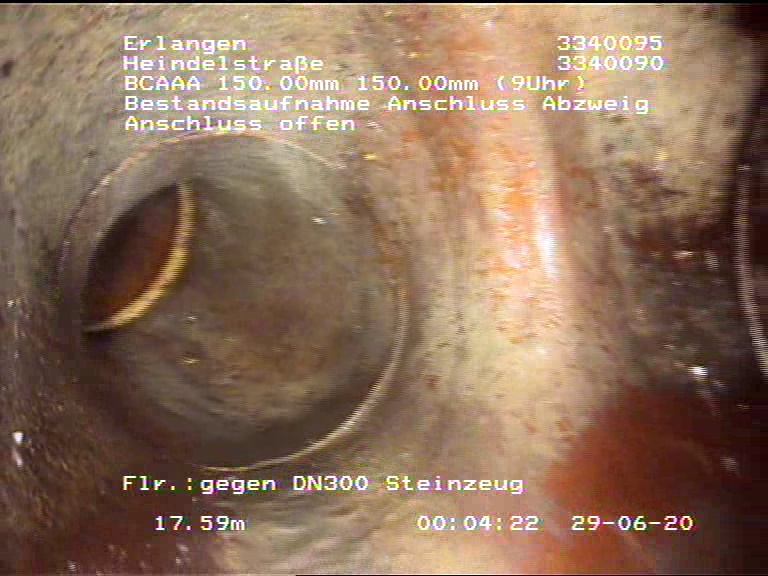 Erlangen 3340095
Heindelstraße 3340090
BCAAA 150.00mm 150.00mm (9Uhr)
Bestandsaufnahme Anschluss Abzweig
Anschluss offen
Flr.:gegen DN300 Steinzeug
17.59m 00:04:22 29-06-20